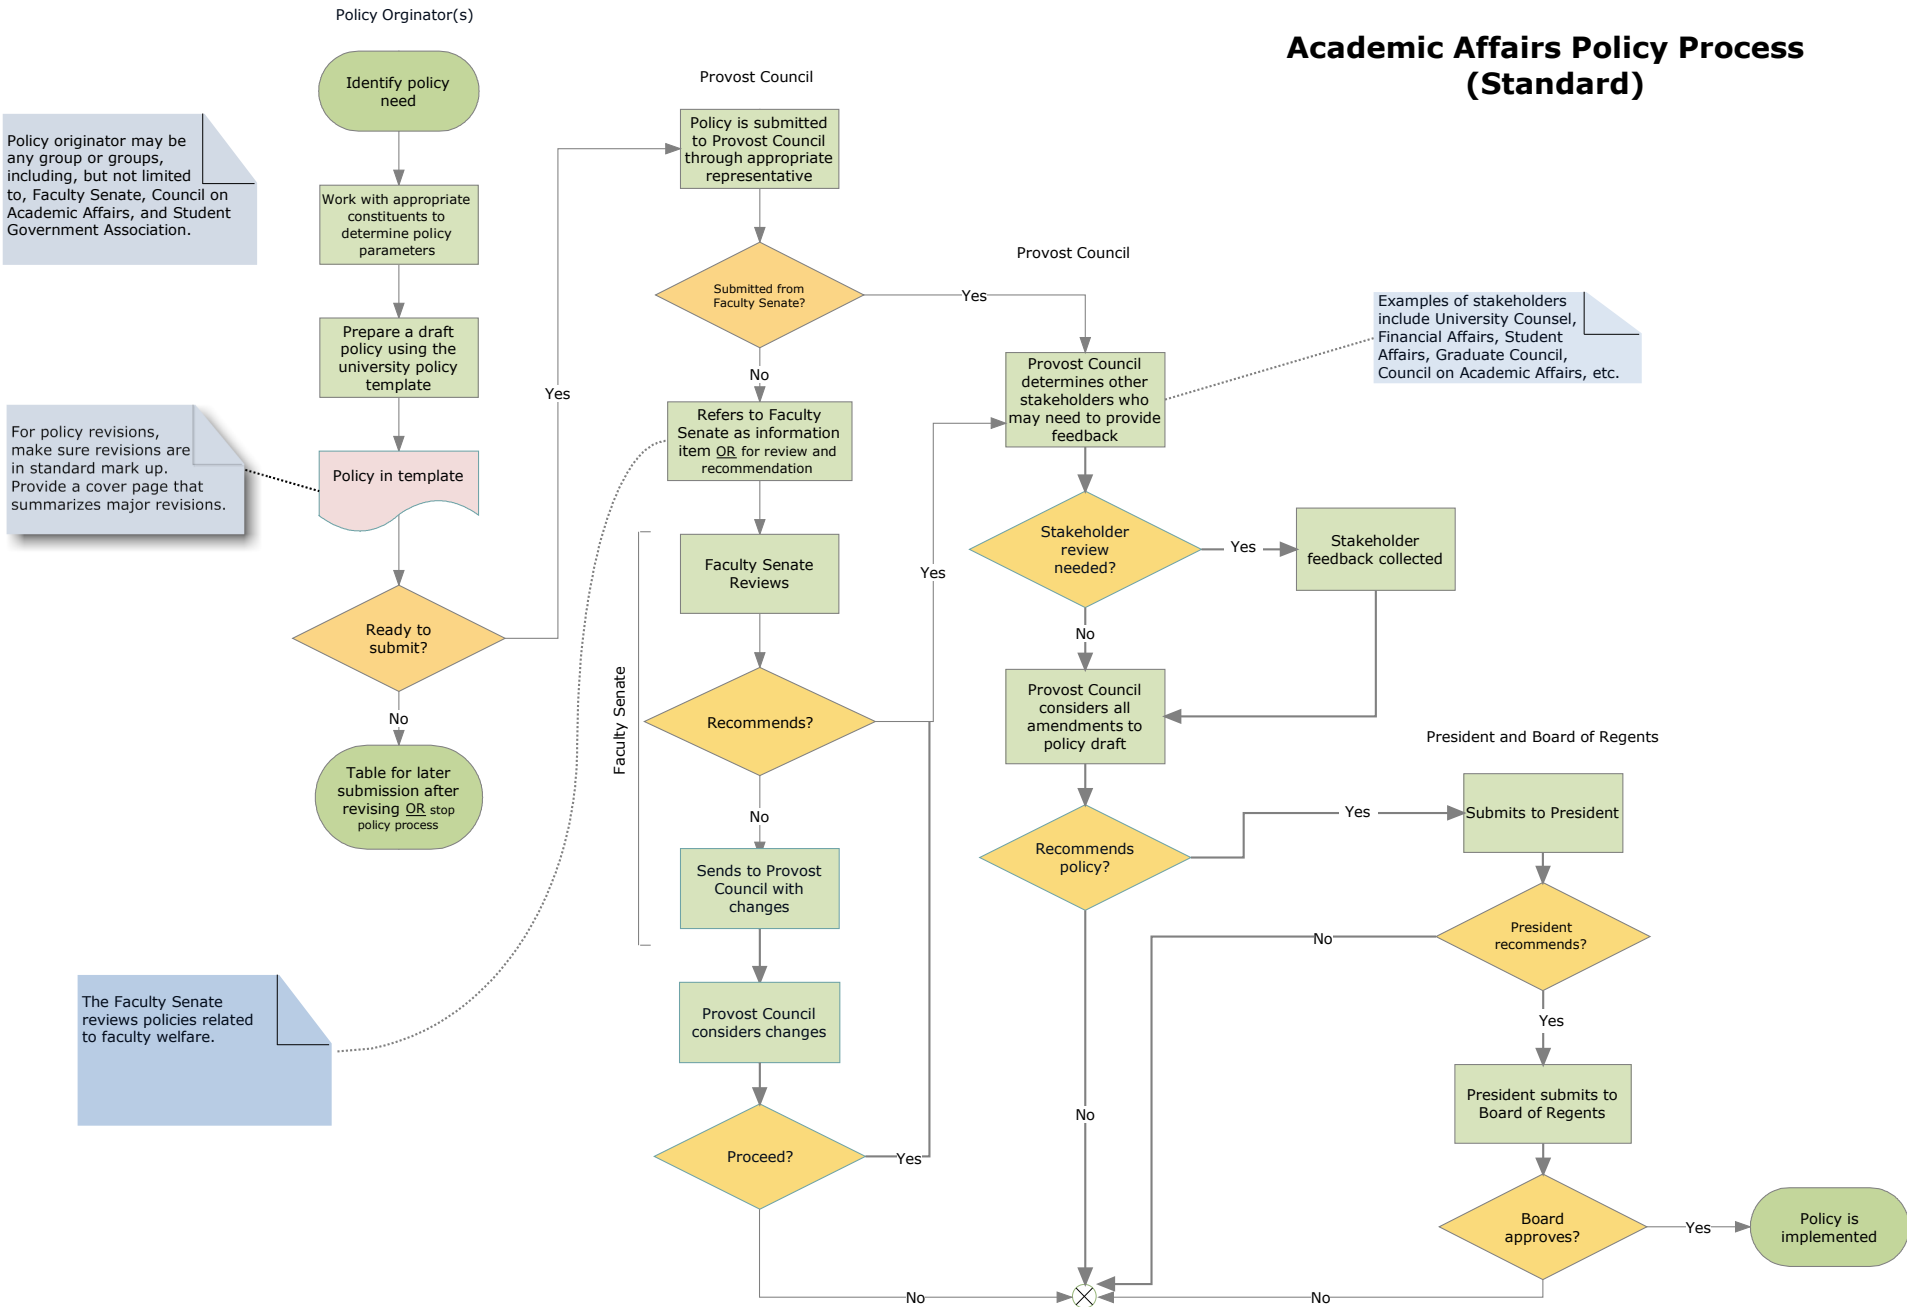 Policy Orginator(s)
Academic Affairs Policy Process
(Standard)
Identify policy
need
Policy originator may be
any group or groups,
including, but not limited
to, Faculty Senate, Council on
Academic Affairs, and Student
Government Association.
Work with appropriate
constituents to
determine policy
parameters
Prepare a draft
policy using the
university policy
template
For policy revisions,
make sure revisions are
in standard mark up.
Provide a cover page that
summarizes major revisions.
Policy in template
Ready to
submit?
Yes
No
Table for later
submission after
revising OR stop
policy process
Provost Council
Policy is submitted
to Provost Council
through appropriate
representative
Submitted from
Faculty Senate?
Yes
No
Refers to Faculty
Senate as information
item OR for review and
recommendation
Faculty Senate
Faculty Senate
Reviews
Recommends?
Yes
No
Sends to Provost
Council with
changes
Provost Council
considers changes
Proceed?
Yes
No
The Faculty Senate
reviews policies related
to faculty welfare.
Provost Council
Provost Council
determines other
stakeholders who
may need to provide
feedback
Examples of stakeholders
include University Counsel,
Financial Affairs, Student
Affairs, Graduate Council,
Council on Academic Affairs, etc.
Stakeholder
review
needed?
Yes
Stakeholder
feedback collected
No
Provost Council
considers all
amendments to
policy draft
Recommends
policy?
Yes
No
President and Board of Regents
Submits to President
President
recommends?
No
Yes
President submits to
Board of Regents
Board
approves?
Yes
No
Policy is
implemented